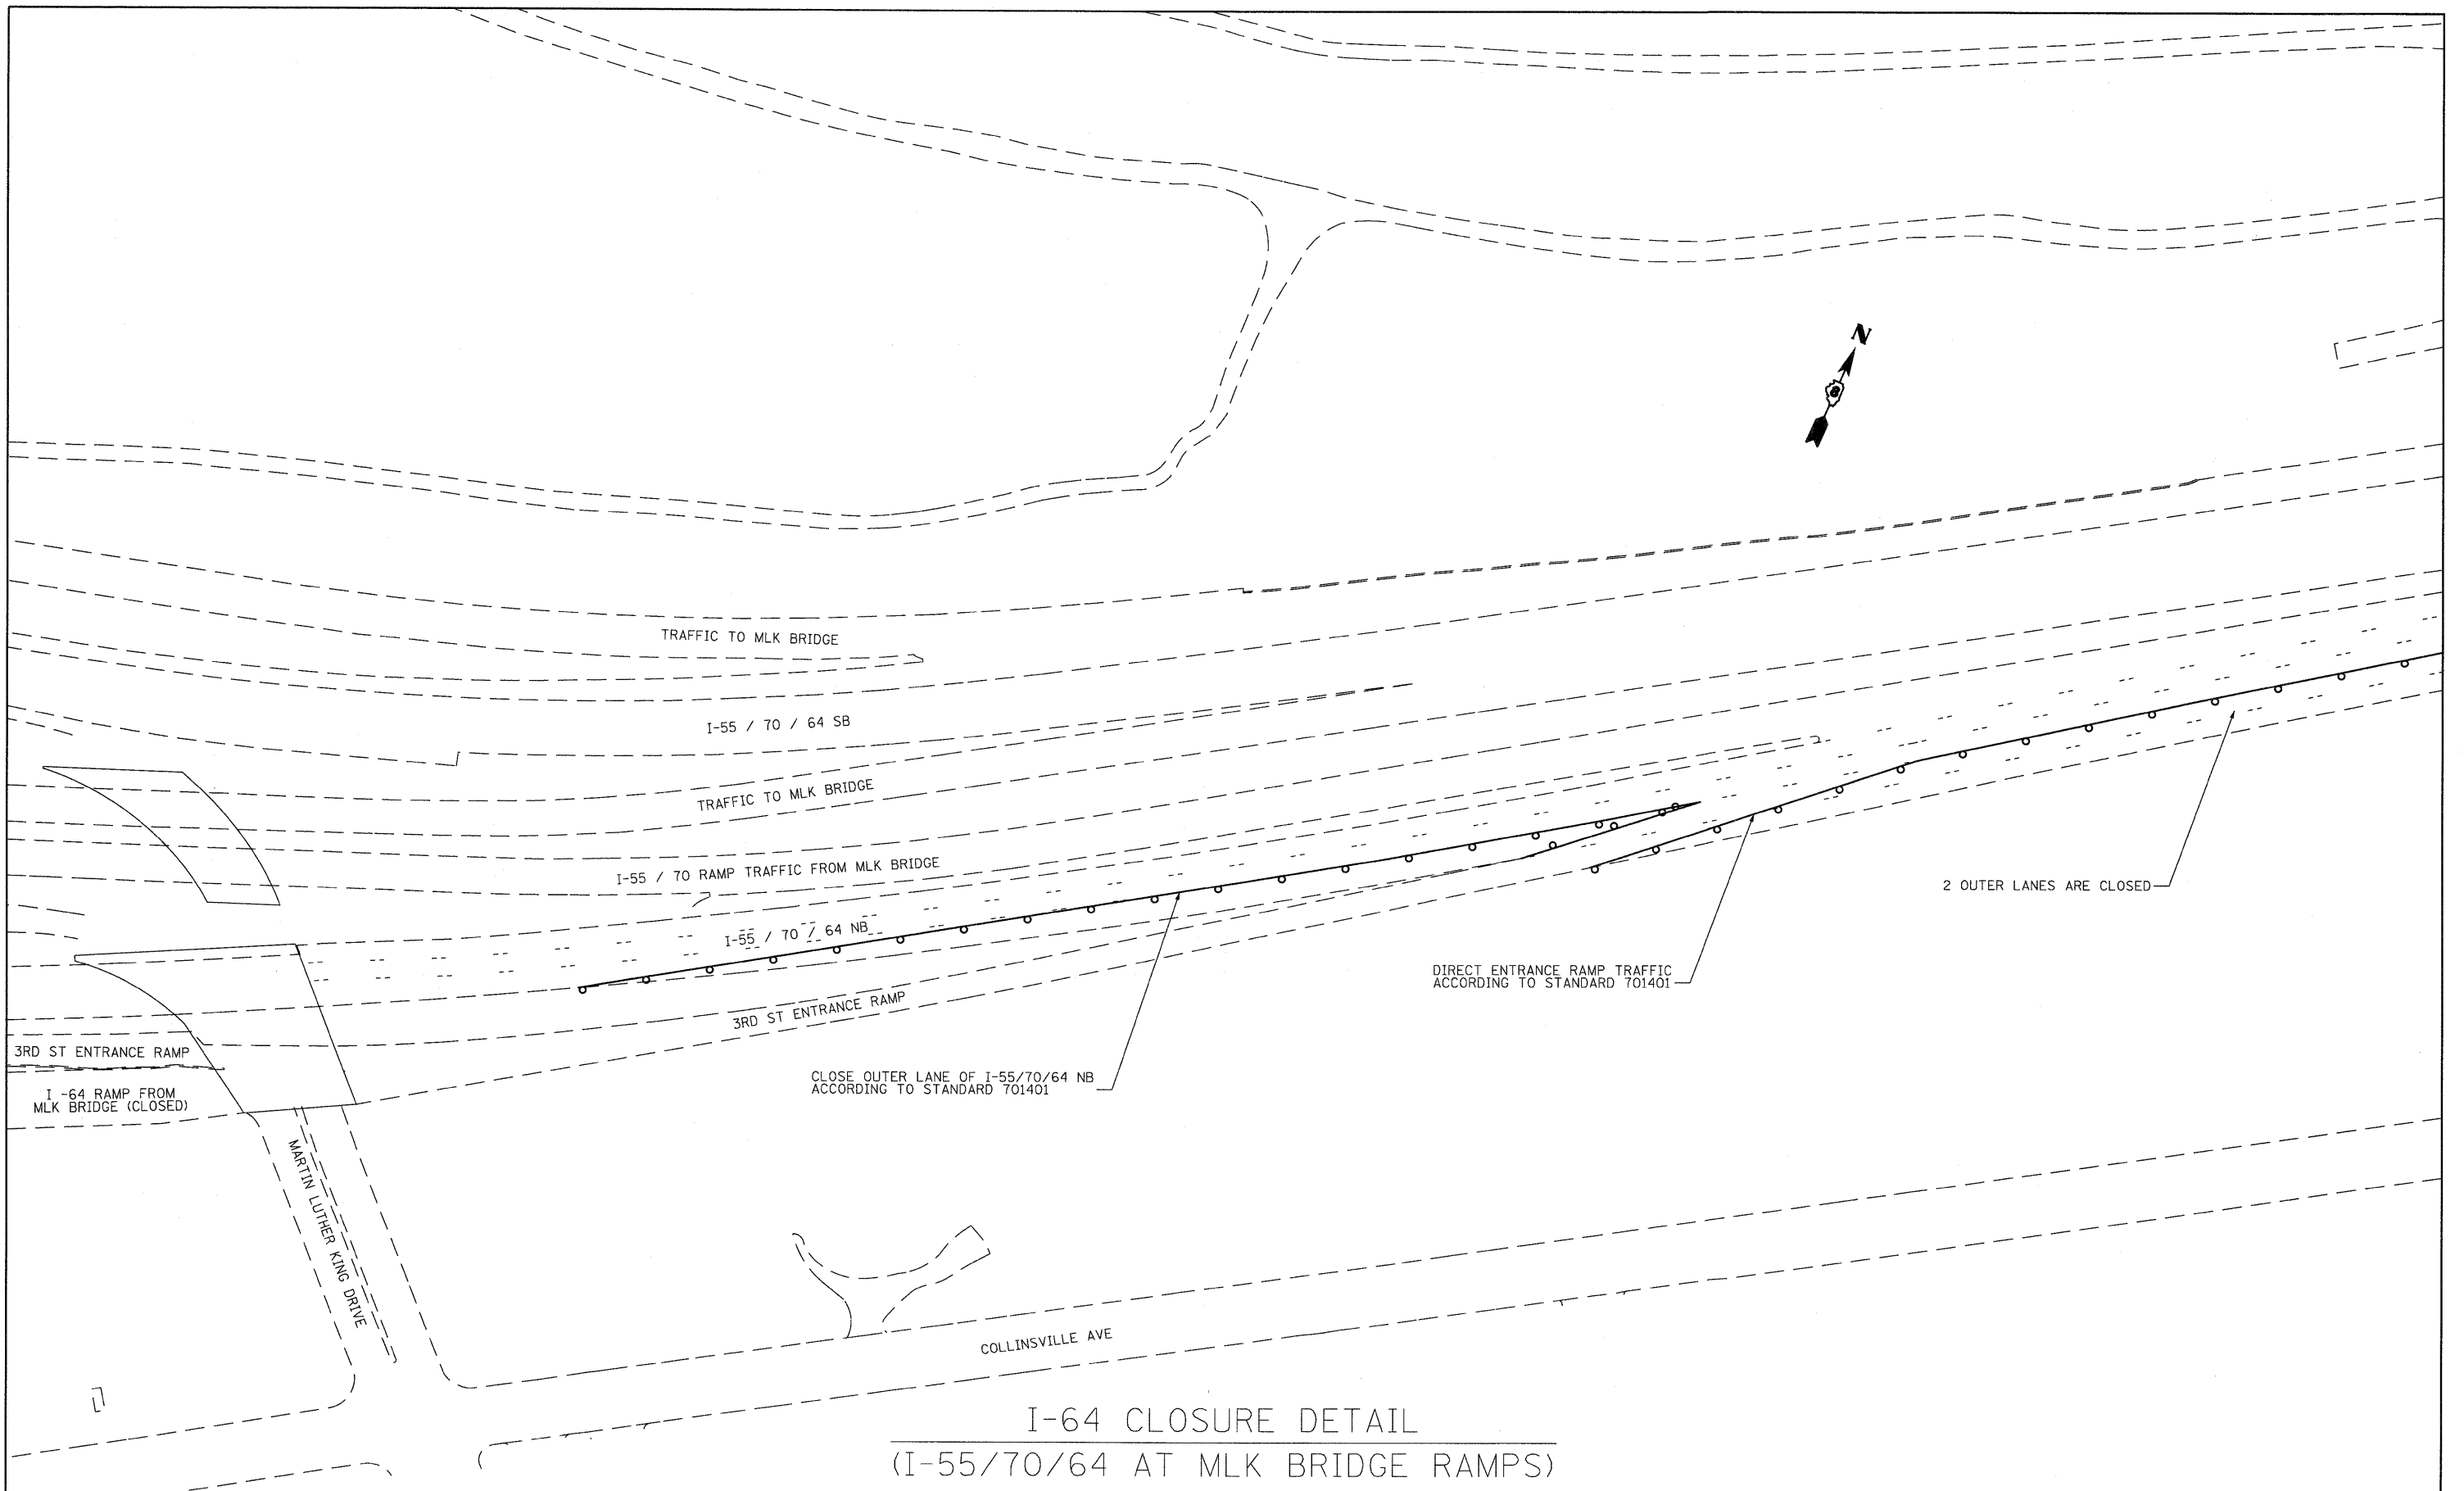 N
TRAFFIC TO MLK BRIDGE
I-55 / 70 / 64 SB
TRAFFIC TO MLK BRIDGE
I-55 / 70 RAMP TRAFFIC FROM MLK BRIDGE
2 OUTER LANES ARE CLOSED
I-55 / 70 / 64 NB
DIRECT ENTRANCE RAMP TRAFFIC
ACCORDING TO STANDARD 701401
3RD ST ENTRANCE RAMP
3RD ST ENTRANCE RAMP
CLOSE OUTER LANE OF I-55/70/64 NB
ACCORDING TO STANDARD 701401
I -64 RAMP FROM
MLK BRIDGE (CLOSED)
MARTIN LUTHER KING DRIVE
COLLINSVILLE AVE
I-64 CLOSURE DETAIL
(I-55/70/64 AT MLK BRIDGE RAMPS)